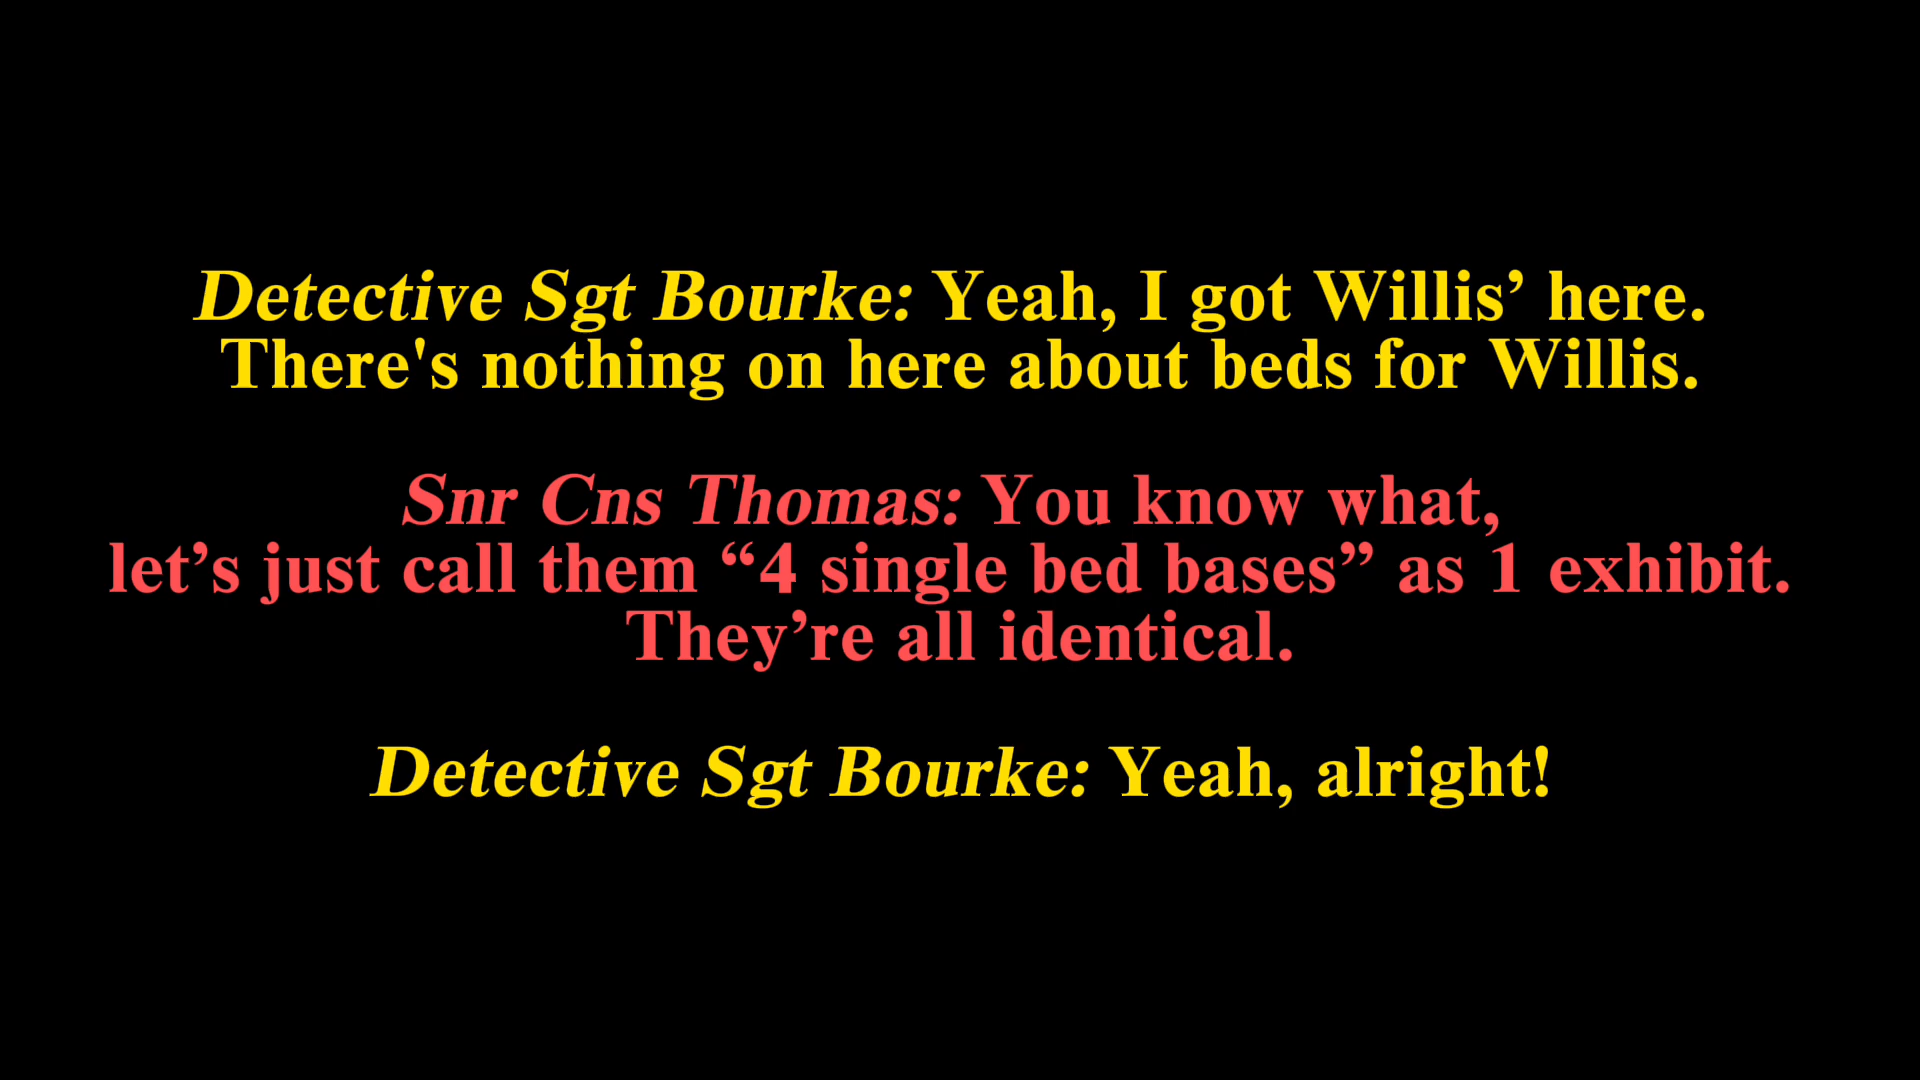 Detective Sgt Bourke: Yeah, I got Willis’ here.
There's nothing on here about beds for Willis.
Snr Cns Thomas: You know what,
let’s just call them “4 single bed bases” as 1 exhibit.
They’re all identical.
Detective Sgt Bourke: Yeah, alright!